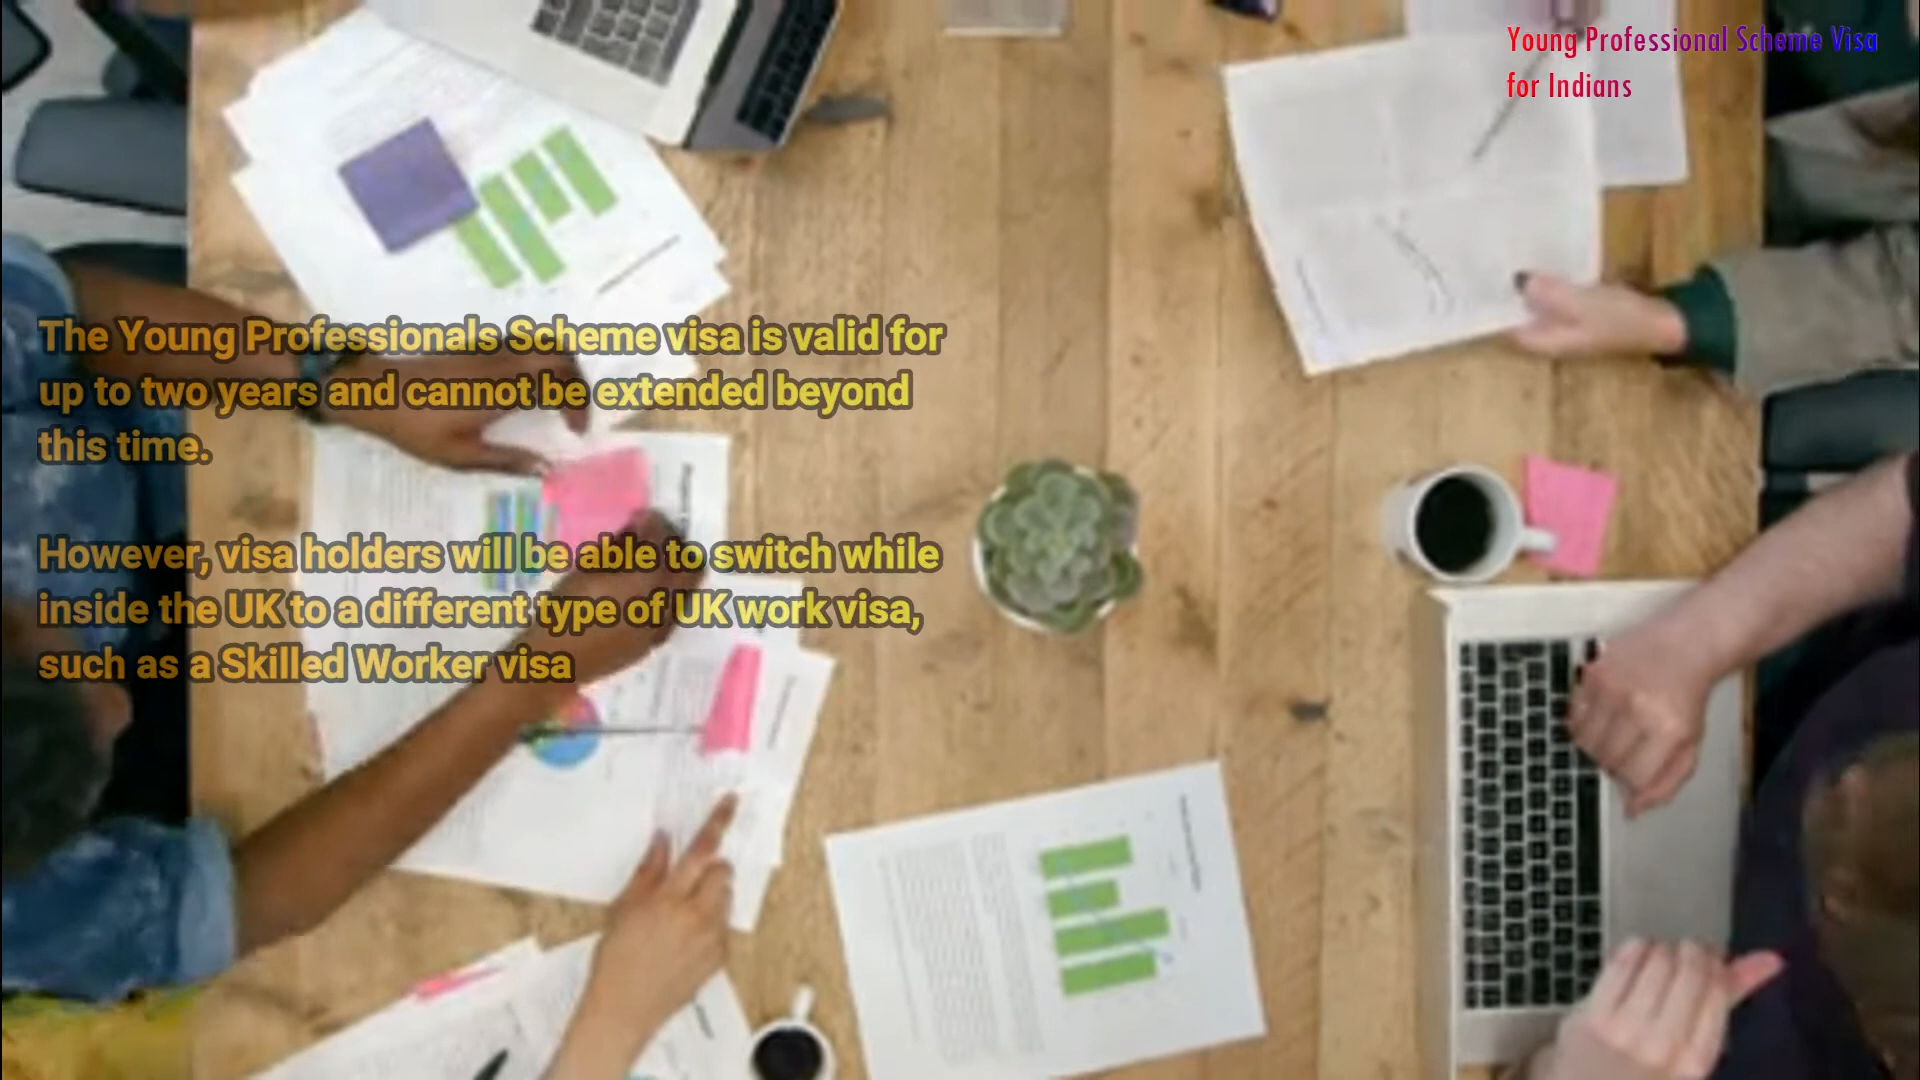 Young Professional Scheme Visa
for Indians
The Young Professionals Scheme visa is valid for
up to two years and cannot be extended beyond
this time.
However, visa holders will be able to switch while
inside the UK to a different type of UK work visa,
such as a Skilled Worker visa